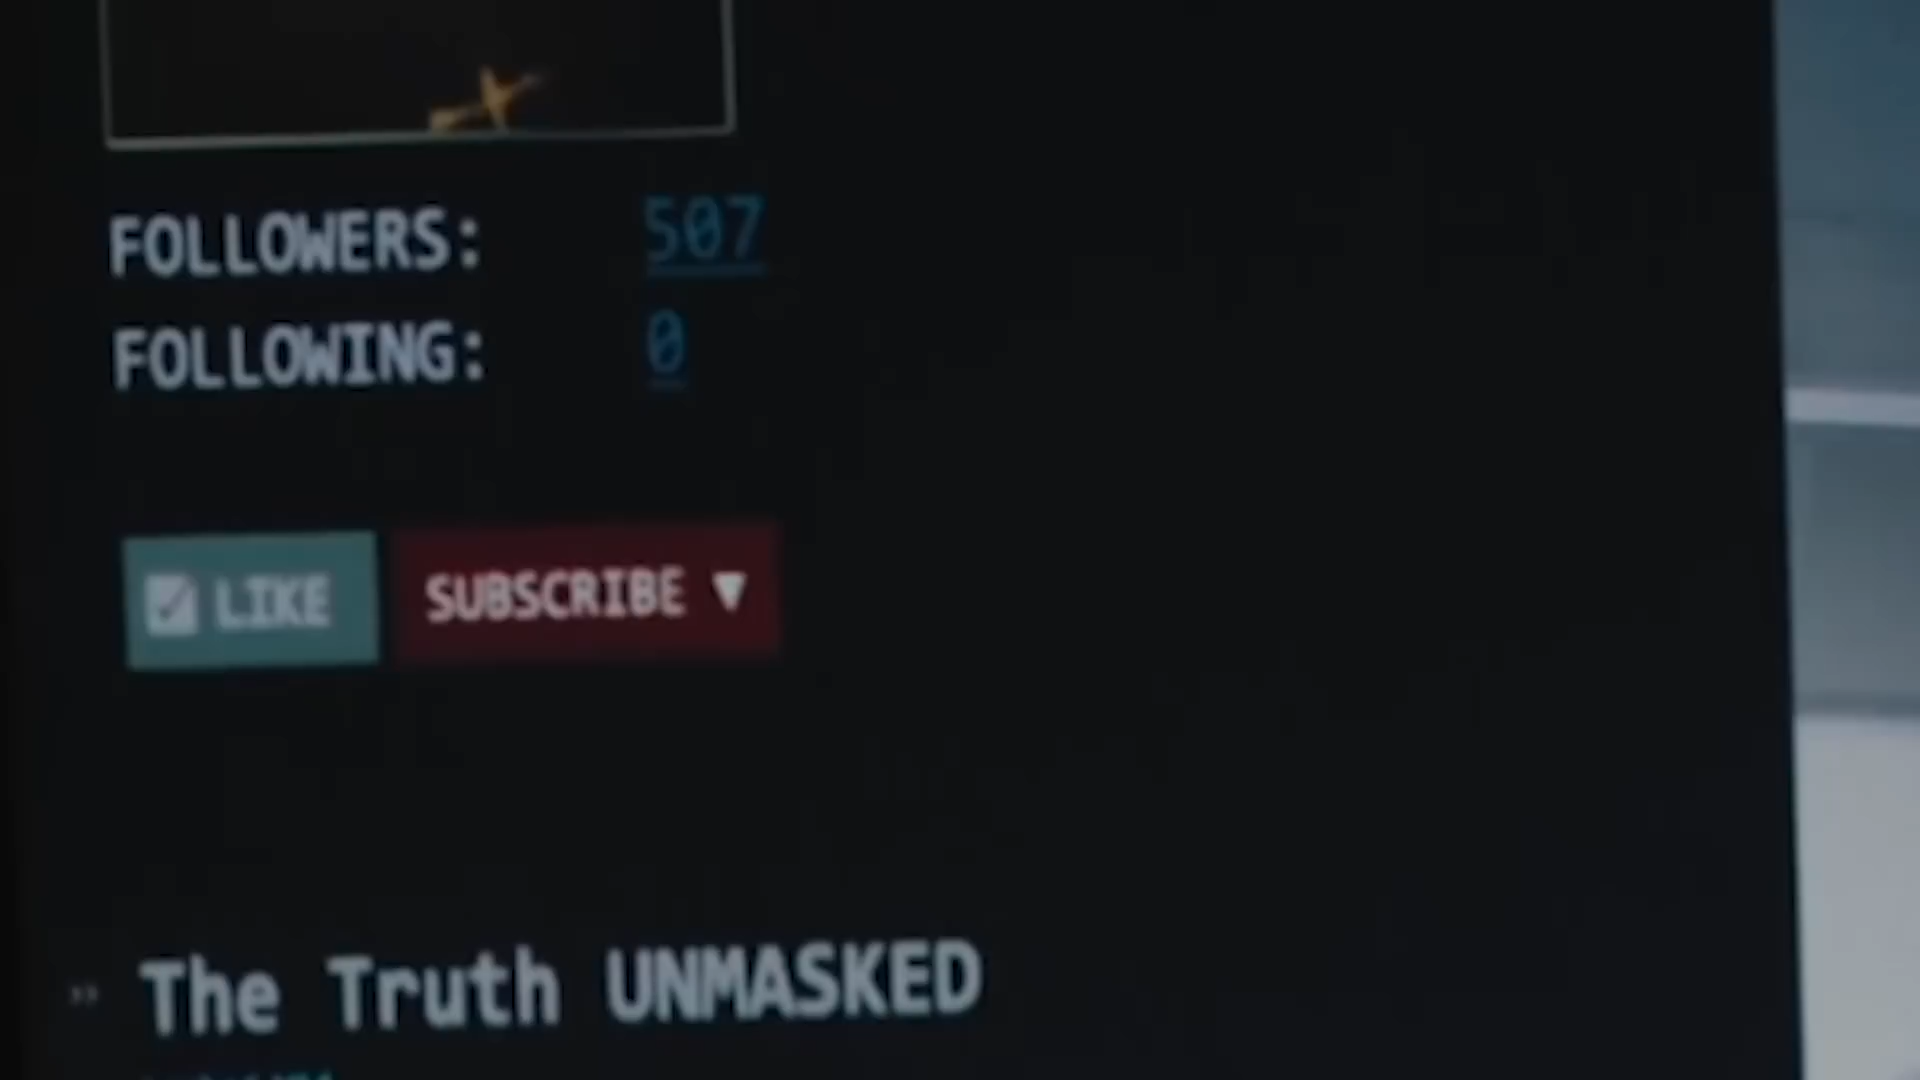 FOLLOWERS: 507
FOLLOWING: 0
LIKE SUBSCRIBE ▼
» The Truth UNMASKED